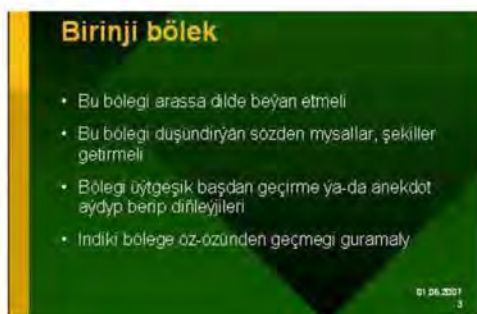 Birinji bölek
• Bu bölegi arassa dilde beýan etmeli
• Bu bölegi düşündirýän sözden mysallar, şekiller
getirmeli
• Bölegi üýtgeşik başdan geçirme ýa-da anekdot
aýdyp berip diňleýjileri
• Indiki bölege öz-özünden geçmegi guramaly
01.06.2007
3